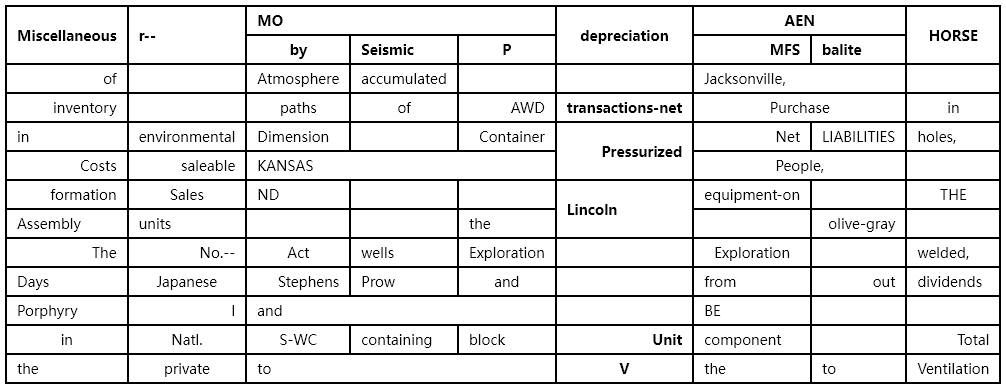 Miscellaneous r-- MO depreciation AEN HORSE
by Seismic P MFS balite
of Atmosphere accumulated Jacksonville,
inventory paths of AWD transactions-net Purchase in
in environmental Dimension Container Pressurized Net LIABILITIES holes,
Costs saleable KANSAS People,
formation Sales ND Lincoln equipment-on THE
Assembly units the olive-gray
The No.-- Act wells Exploration Exploration welded,
Days Japanese Stephens Prow and from out dividends
Porphyry I and BE
in Natl. S-WC containing block Unit component Total
the private to V the to Ventilation